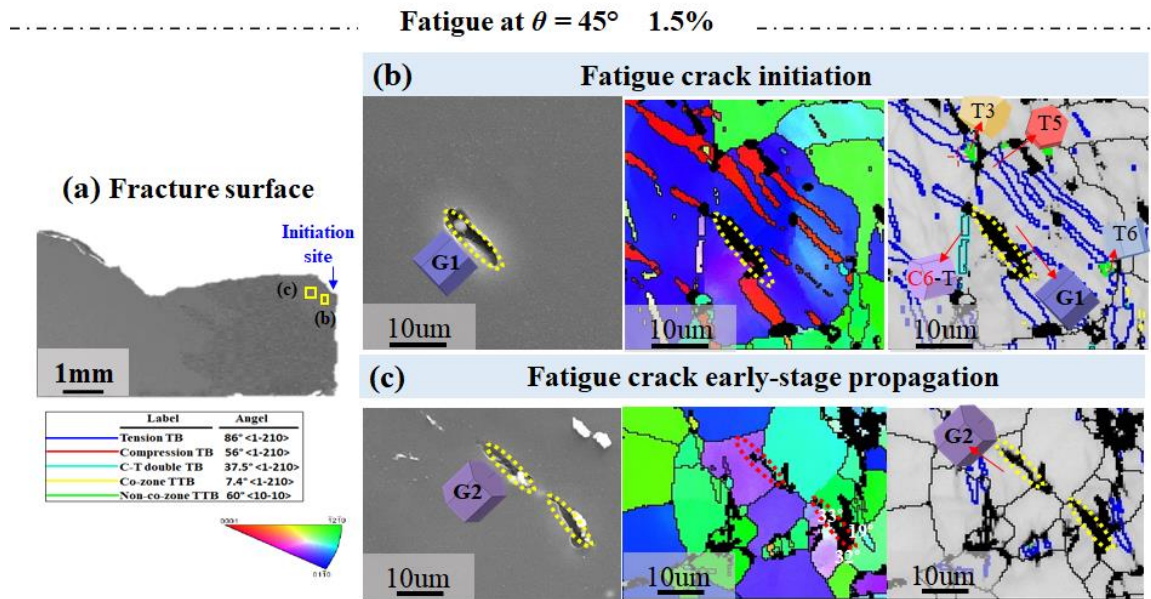 Fatigue at θ = 45° 1.5%
(b) Fatigue crack initiation
T3
T5
T6
G1
C6-T
G1
10um
10um
10um
(a) Fracture surface
Initiation
site
(c)
(b)
1mm
Label Angel
Tension TB 86° <1-210>
Compression TB 56° <1-210>
C-T double TB 37.5° <1-210>
Co-zone TTB 7.4° <1-210>
Non-co-zone TTB 60° <10-10>
0001
(c) Fatigue crack early-stage propagation
G2
G2
10um
10um
10um